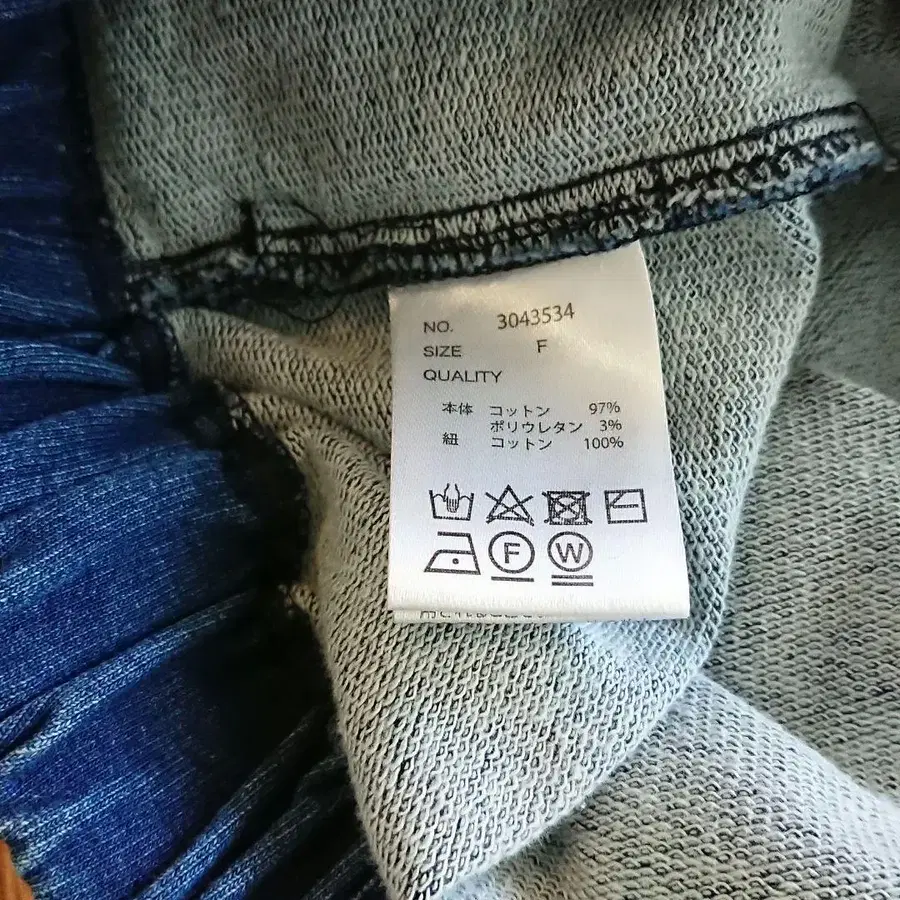 NO. 3043534
SIZE F
QUALITY
本体 コットン 97%
ポリウレタン 3%
紐 コットン 100%
F W